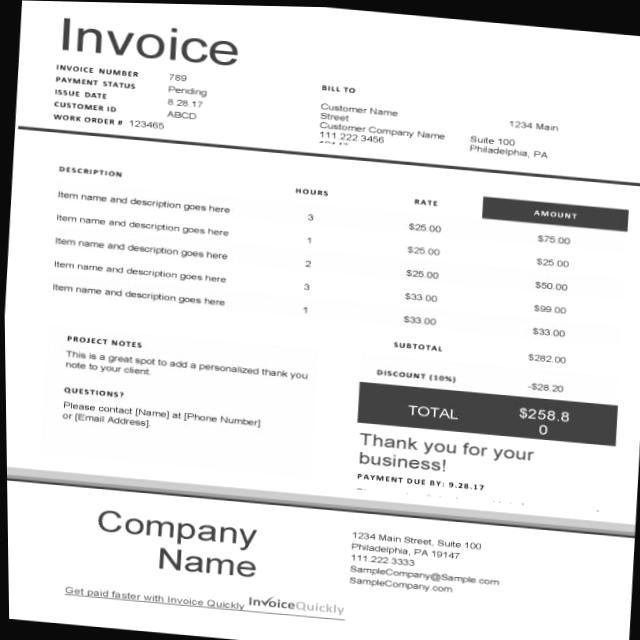 Invoice
INVOICE NUMBER 789
PAYMENT STATUS Pending
ISSUE DATE 8.28.17
CUSTOMER ID ABCD
WORK ORDER # 123465
BILL TO
Customer Name
Street
Customer Company Name
111.222.3456
1234 Main
Suite 100
Philadelphia, PA
DESCRIPTION HOURS RATE AMOUNT
Item name and description goes here 3 $25.00 $75.00
Item name and description goes here 1 $25.00 $25.00
Item name and description goes here 2 $25.00 $50.00
Item name and description goes here 3 $33.00 $99.00
Item name and description goes here 1 $33.00 $33.00
SUBTOTAL $282.00
DISCOUNT (10%) -$28.20
TOTAL $258.8
0
PROJECT NOTES
This is a great spot to add a personalized thank you
note to your client.
QUESTIONS?
Please contact [Name] at [Phone Number]
or [Email Address].
Thank you for your
business!
PAYMENT DUE BY: 9.28.17
Company
Name
1234 Main Street, Suite 100
Philadelphia, PA 19147
111.222.3333
SampleCompany@Sample.com
SampleCompany.com
Get paid faster with Invoice Quickly InvoiceQuickly